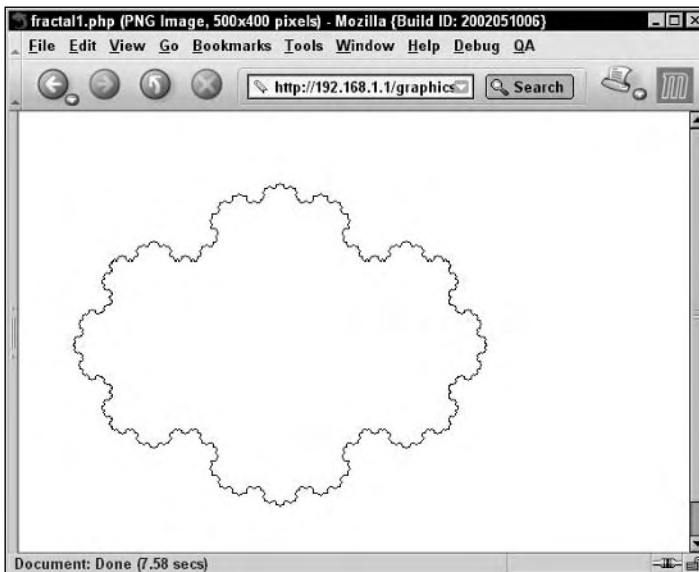 fractal1.php (PNG Image, 500x400 pixels) - Mozilla {Build ID: 2002051006}
File Edit View Go Bookmarks Tools Window Help Debug QA
http://192.168.1.1/graphics Search
Document: Done (7.58 secs)